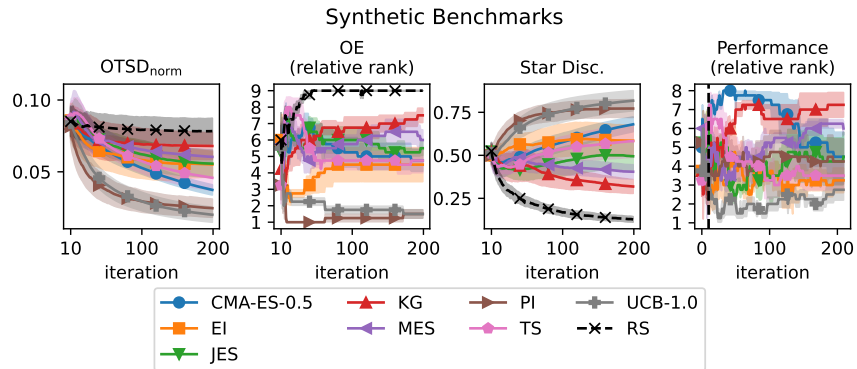 Synthetic Benchmarks
OTSDnorm
OE
(relative rank)
Star Disc.
Performance
(relative rank)
0.10
0.05
10
100
200
iteration
9
8
7
6
5
4
3
2
1
10
100
200
iteration
0.75
0.50
0.25
10
100
200
iteration
8
7
6
5
4
3
2
1
0
100
200
iteration
CMA-ES-0.5
EI
JES
KG
MES
PI
TS
UCB-1.0
RS